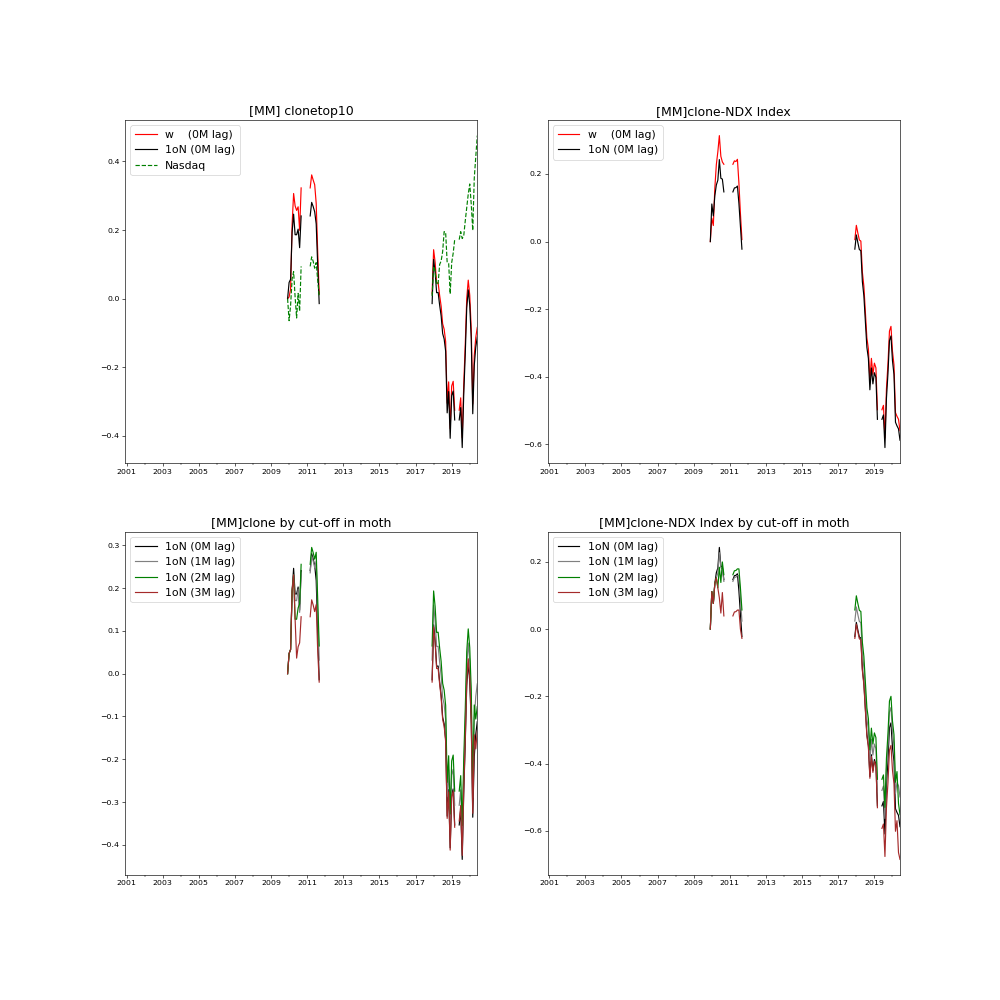 [MM] clonetop10
w    (0M lag)
1oN (0M lag)
Nasdaq
0.4
0.2
0.0
−0.2
−0.4
2001 2003 2005 2007 2009 2011 2013 2015 2017 2019
[MM]clone-NDX Index
w    (0M lag)
1oN (0M lag)
0.2
0.0
−0.2
−0.4
−0.6
2001 2003 2005 2007 2009 2011 2013 2015 2017 2019
[MM]clone by cut-off in moth
1oN (0M lag)
1oN (1M lag)
1oN (2M lag)
1oN (3M lag)
0.3
0.2
0.1
0.0
−0.1
−0.2
−0.3
−0.4
2001 2003 2005 2007 2009 2011 2013 2015 2017 2019
[MM]clone-NDX Index by cut-off in moth
1oN (0M lag)
1oN (1M lag)
1oN (2M lag)
1oN (3M lag)
0.2
0.0
−0.2
−0.4
−0.6
2001 2003 2005 2007 2009 2011 2013 2015 2017 2019